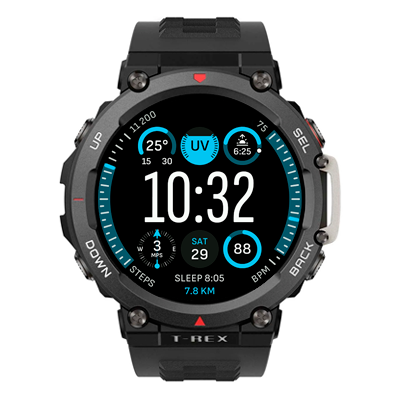 UP
SEL
11 200
75
25°
15 30
UV
6:25
10:32
3
MPS
SAT
29
88
SLEEP 8:05
7.8 KM
STEPS
BPM
DOWN
BACK
T-REX